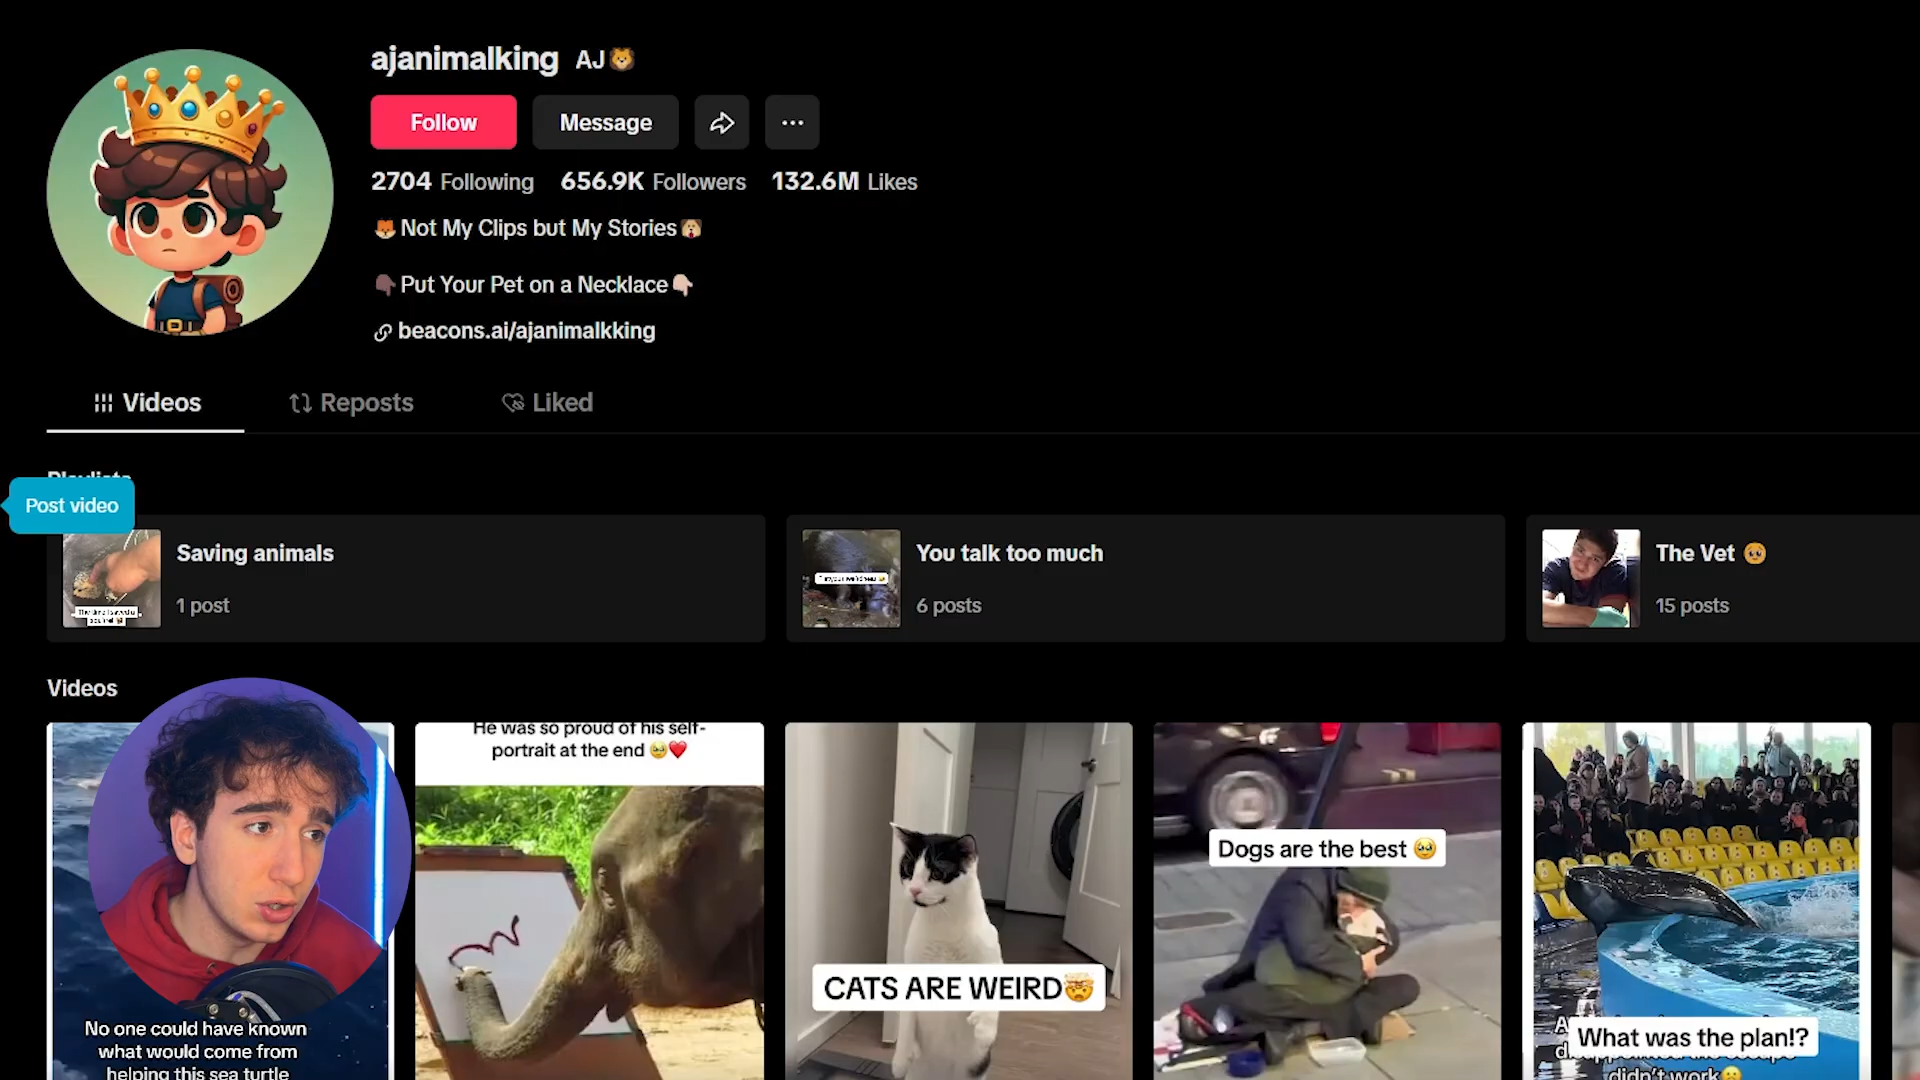 ajanimalking AJ🦁
Follow
Message
2704 Following 656.9K Followers 132.6M Likes
🦊Not My Clips but My Stories🐶
👇🏿Put Your Pet on a Necklace👇🏻
beacons.ai/ajanimalkking
Videos
Reposts
Liked
Playlists
Post video
Saving animals
1 post
You talk too much
6 posts
The Vet 🥹
15 posts
Videos
No one could have known
what would come from
helping this sea turtle
He was so proud of his self-
portrait at the end 🥹❤️
CATS ARE WEIRD🤯
Dogs are the best 🥹
What was the plan!?
didn't work☹️